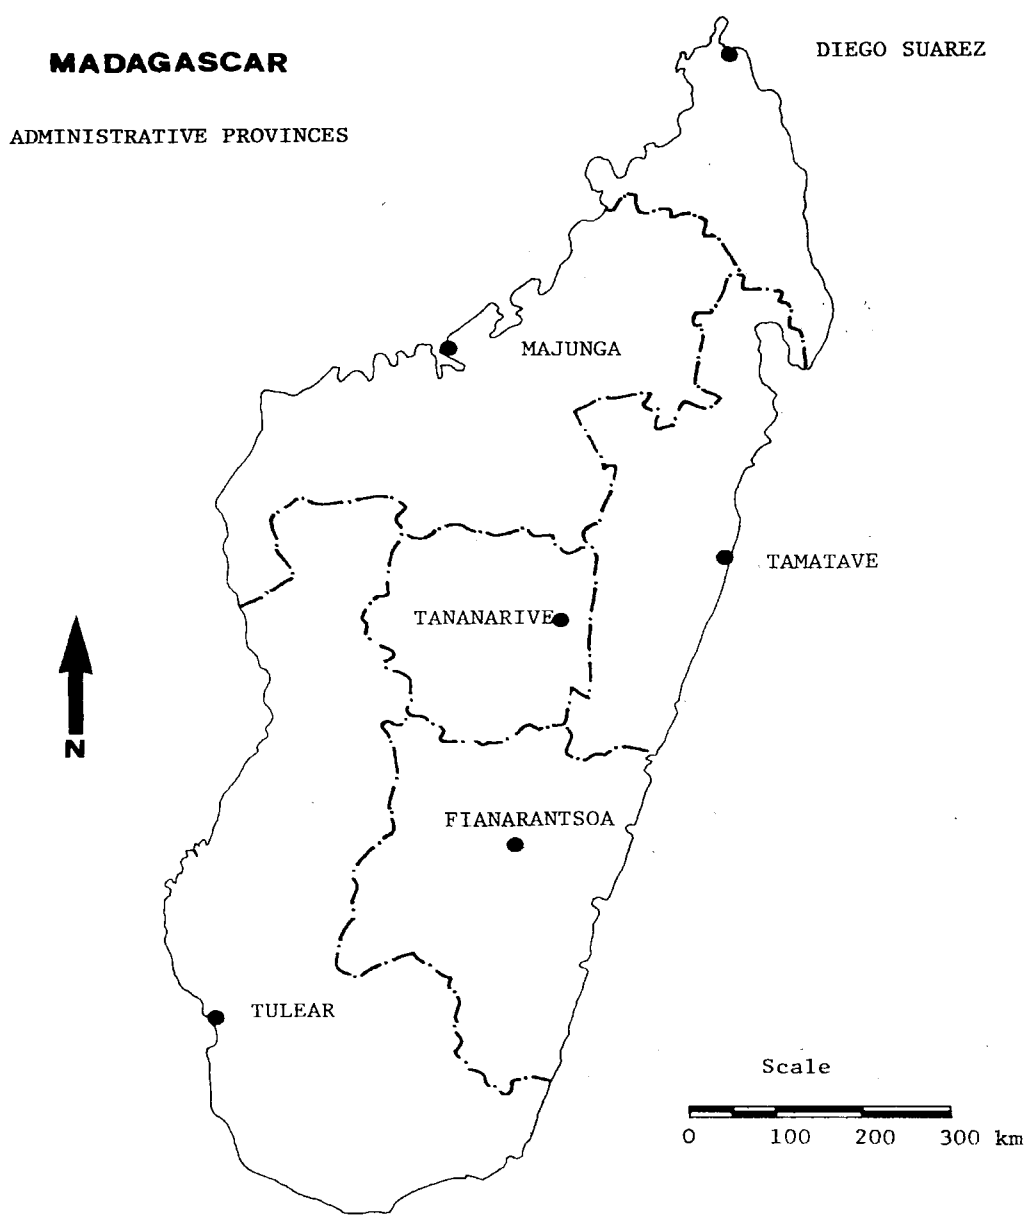 MADAGASCAR
DIEGO SUAREZ
ADMINISTRATIVE PROVINCES
MAJUNGA
TAMATAVE
TANANARIVE
N
FIANARANTSOA
TULEAR
Scale
0 100 200 300 km